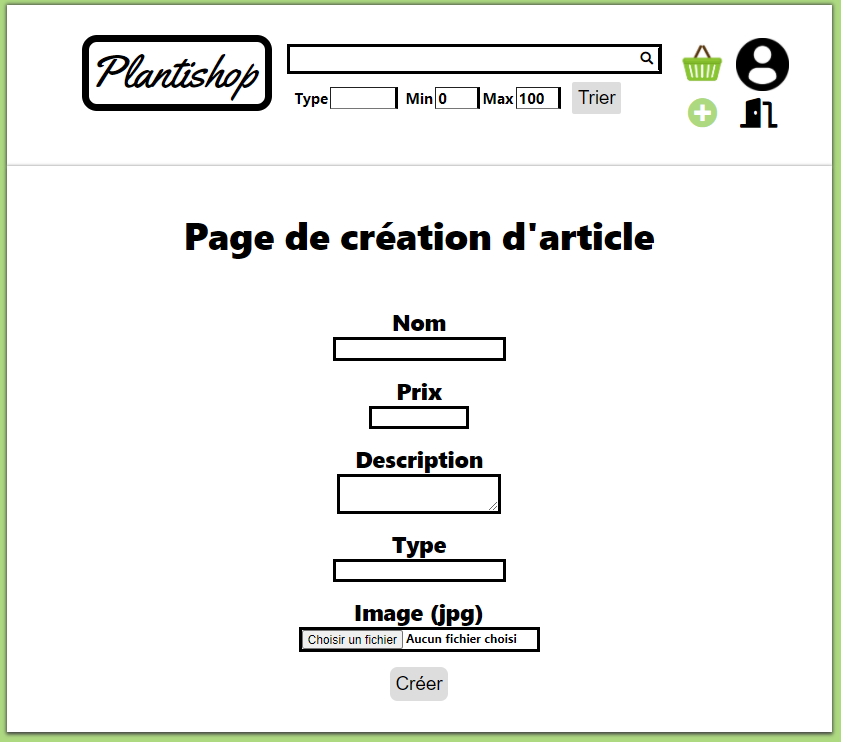 Plantishop
Type Min 0 Max 100 Trier
Page de création d'article
Nom
Prix
Description
Type
Image (jpg)
Choisir un fichier Aucun fichier choisi
Créer